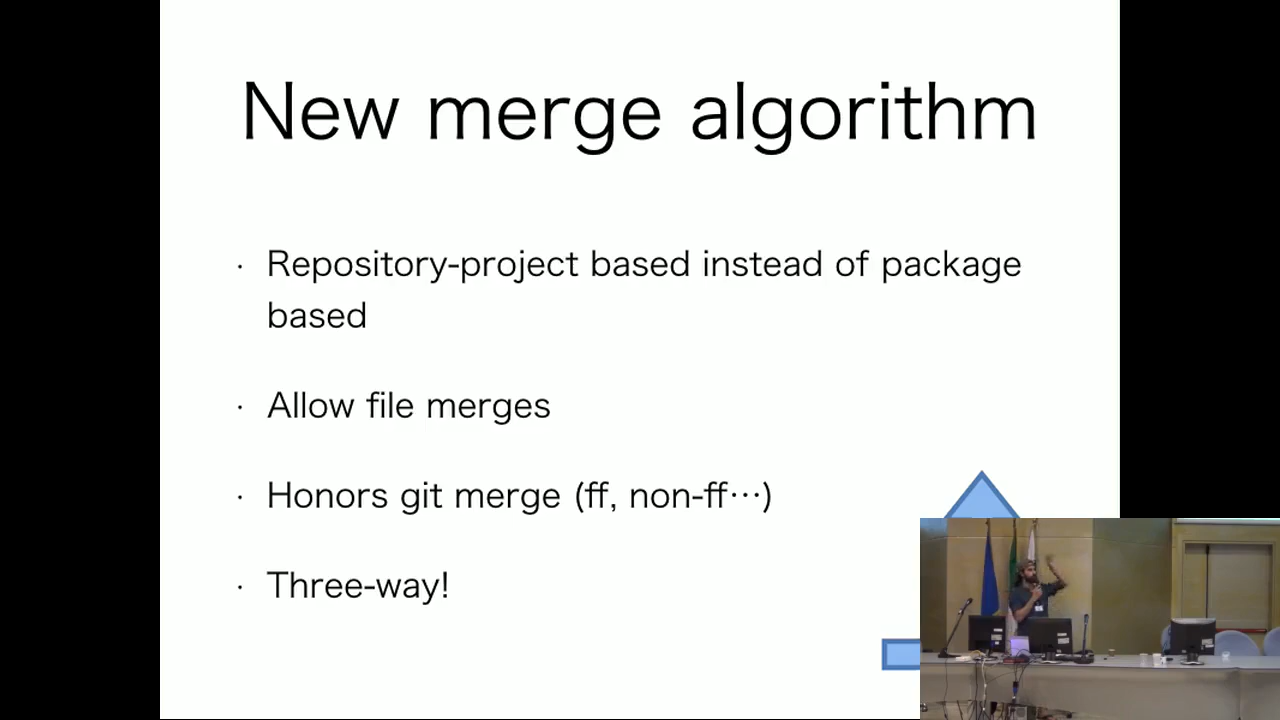 New merge algorithm
· Repository-project based instead of package
based
· Allow file merges
· Honors git merge (ff, non-ff…)
· Three-way!